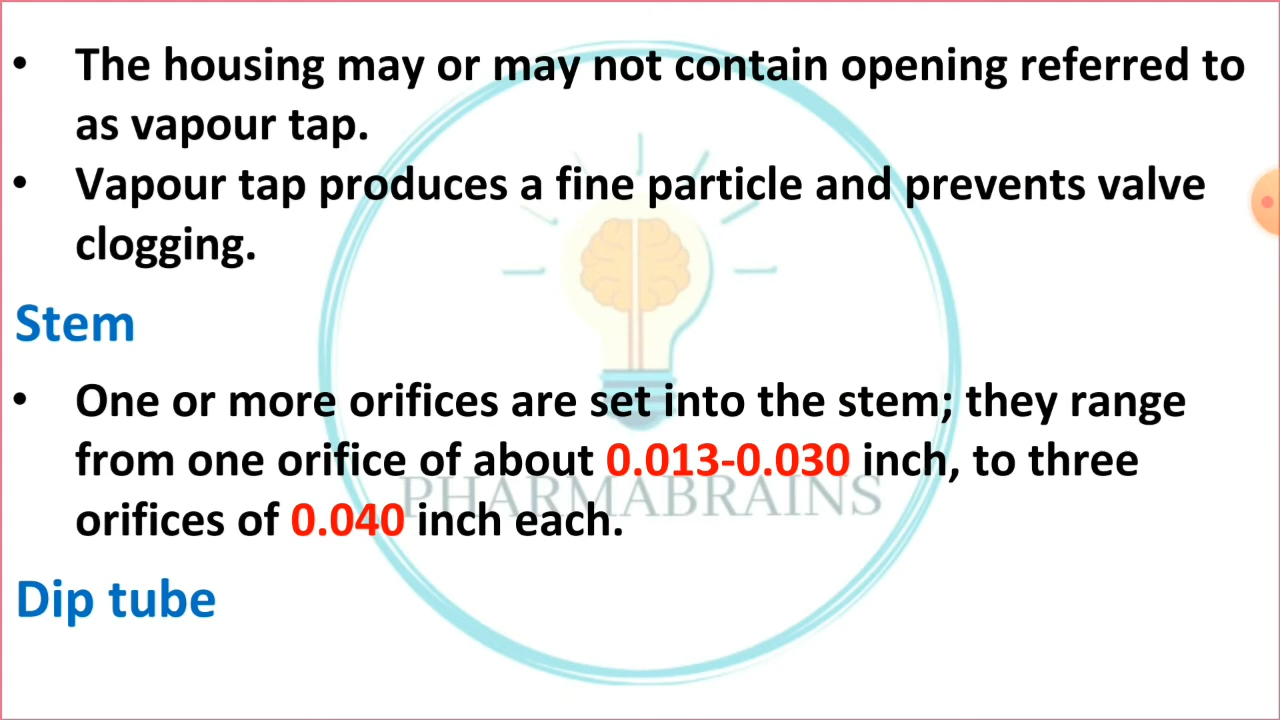 • The housing may or may not contain opening referred to
as vapour tap.
• Vapour tap produces a fine particle and prevents valve
clogging.
Stem
• One or more orifices are set into the stem; they range
from one orifice of about 0.013-0.030 inch, to three
PHARMABRAINS
orifices of 0.040 inch each.
Dip tube